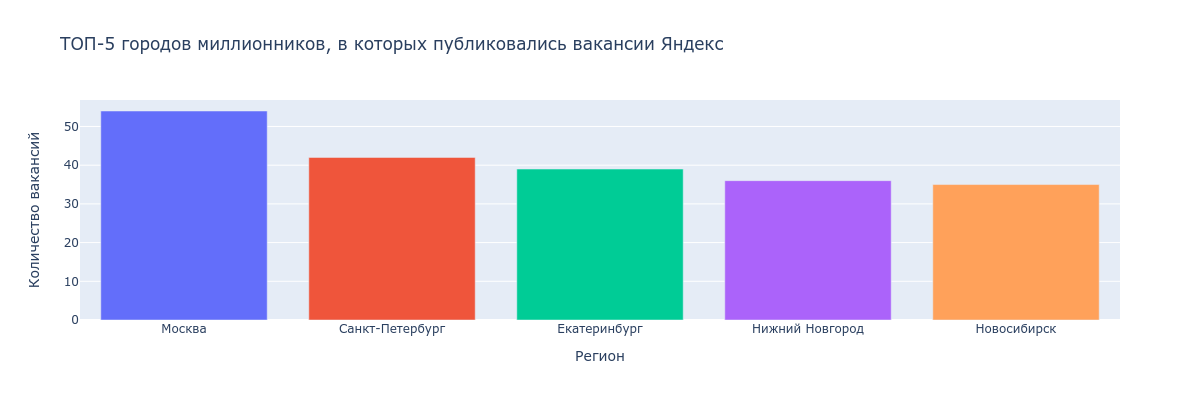 ТОП-5 городов миллионников, в которых публиковались вакансии Яндекс
Количество вакансий
50
40
30
20
10
0
Москва
Санкт-Петербург
Екатеринбург
Нижний Новгород
Новосибирск
Регион